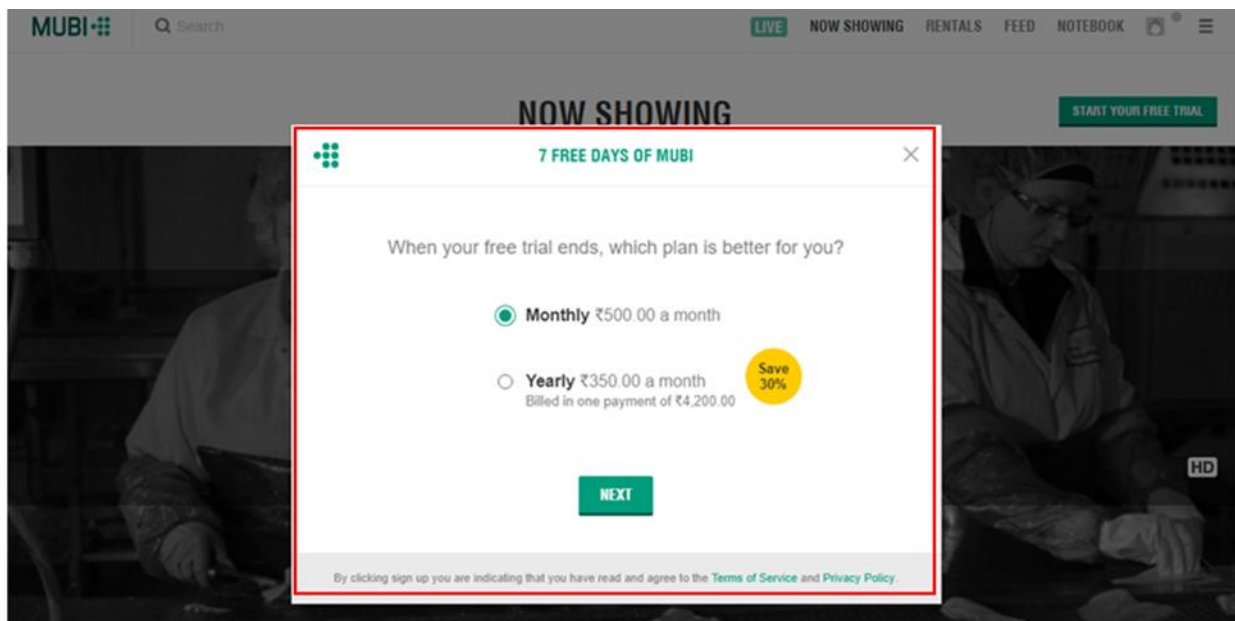 MUBI
Search
LIVE
NOW SHOWING
RENTALS
FEED
NOTEBOOK
NOW SHOWING
START YOUR FREE TRIAL
7 FREE DAYS OF MUBI
When your free trial ends, which plan is better for you?
Monthly ₹500.00 a month
Yearly ₹350.00 a month
Billed in one payment of ₹4,200.00
Save
30%
HD
NEXT
By clicking sign up you are indicating that you have read and agree to the Terms of Service and Privacy Policy.